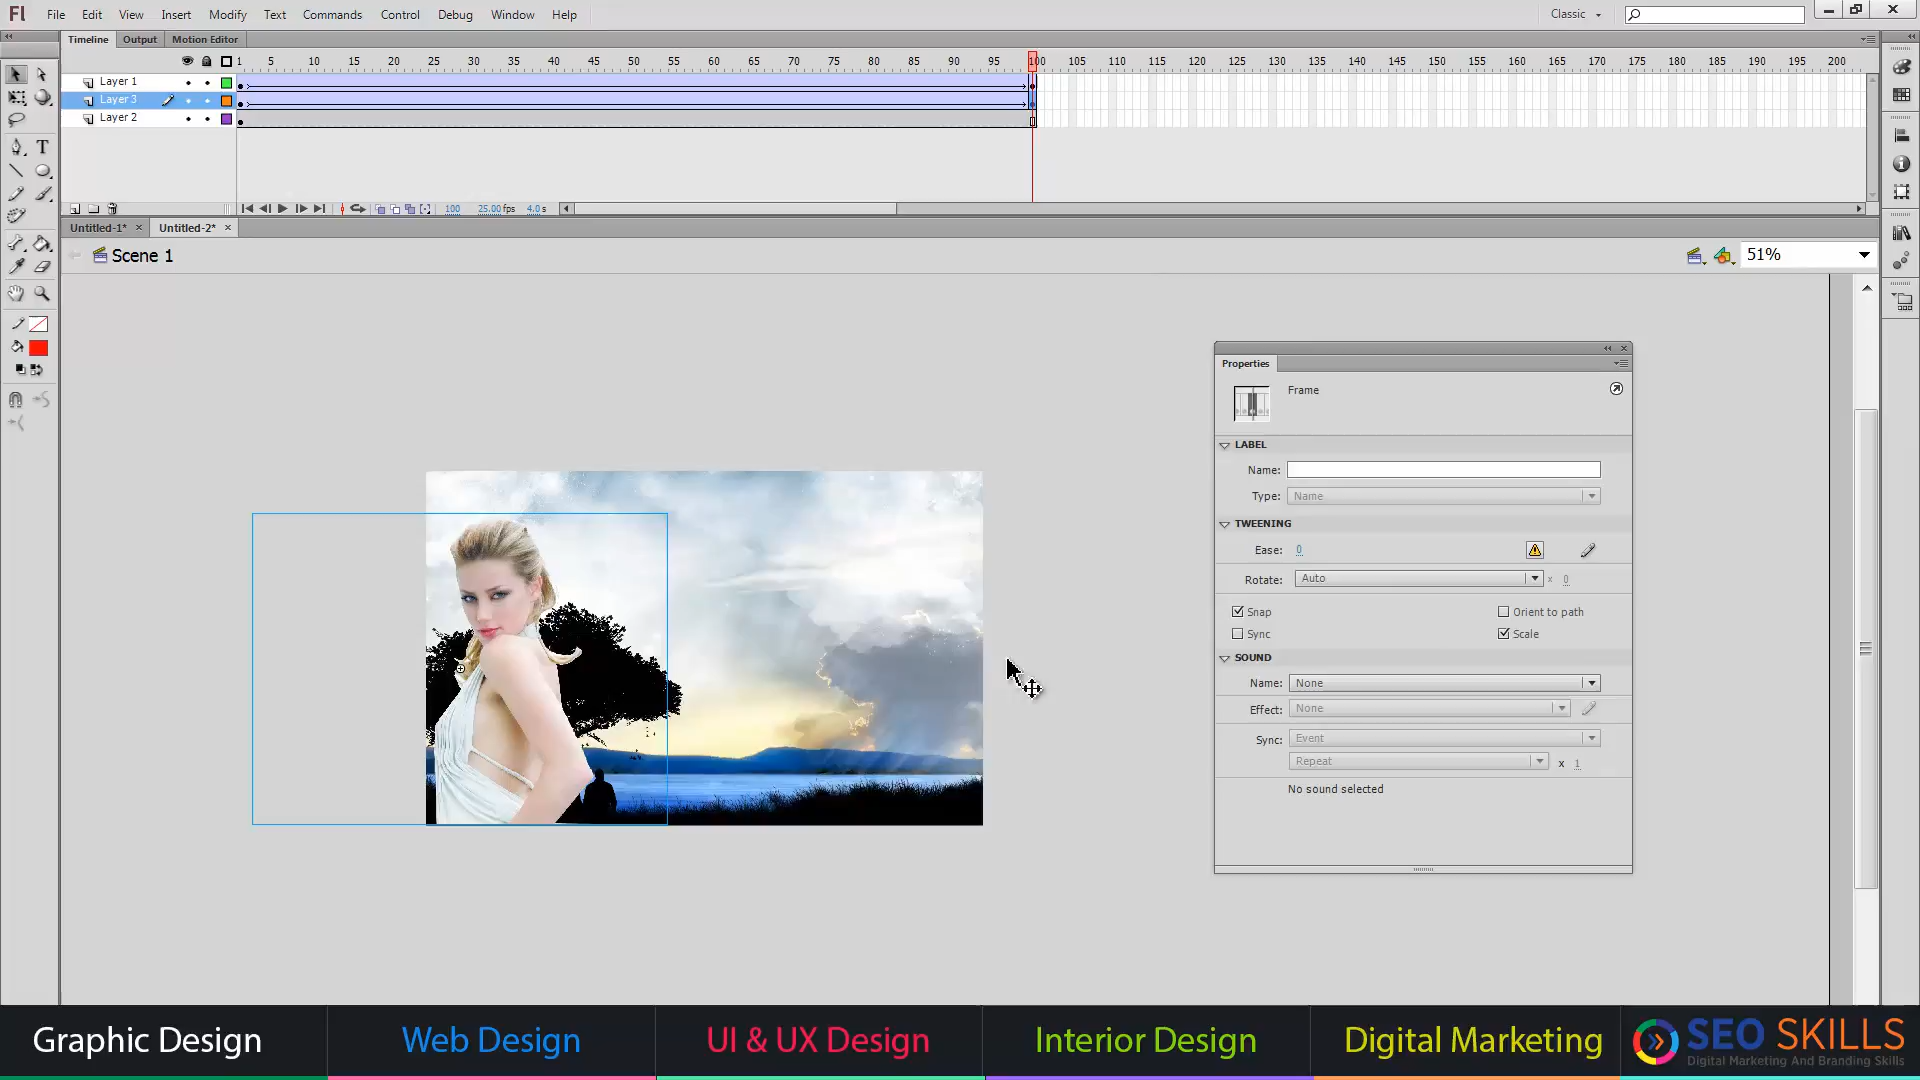 Fl File Edit View Insert Modify Text Commands Control Debug Window Help Classic
Timeline Output Motion Editor
1 5 10 15 20 25 30 35 40 45 50 55 60 65 70 75 80 85 90 95 100 105 110 115 120 125 130 135 140 145 150 155 160 165 170 175 180 185 190 195 200
Layer 1
Layer 3
Layer 2
100 25.00 fps 4.0 s
Untitled-1* × Untitled-2* ×
Scene 1 51%
Properties
Frame
LABEL
Name:
Type: Name
TWEENING
Ease: 0
Rotate: Auto x 0
Snap Orient to path
Sync Scale
SOUND
Name: None
Effect: None
Sync: Event
Repeat x 1
No sound selected
Graphic Design Web Design UI & UX Design Interior Design Digital Marketing SEO SKILLS
Digital Marketing And Branding Skills